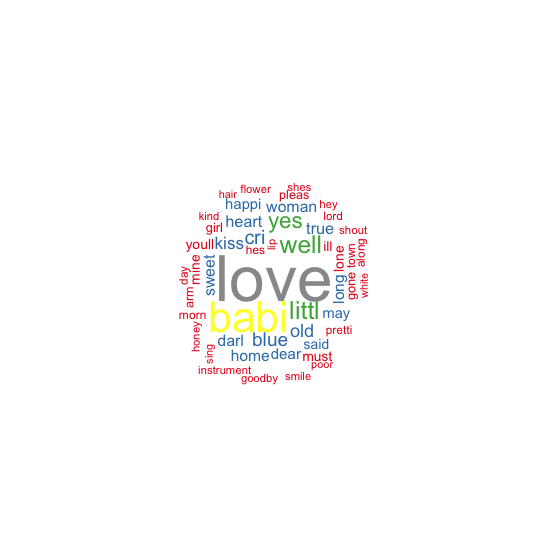 shes
hair flower pleas
happi woman hey
kind heart yes true lord
girl cri shout
youll kiss hes lip well ill lone town along
day mine sweet love long gone white
arm babi littl may
morn old pretti
honey darl blue said
sing home dear must
instrument poor
goodby smile